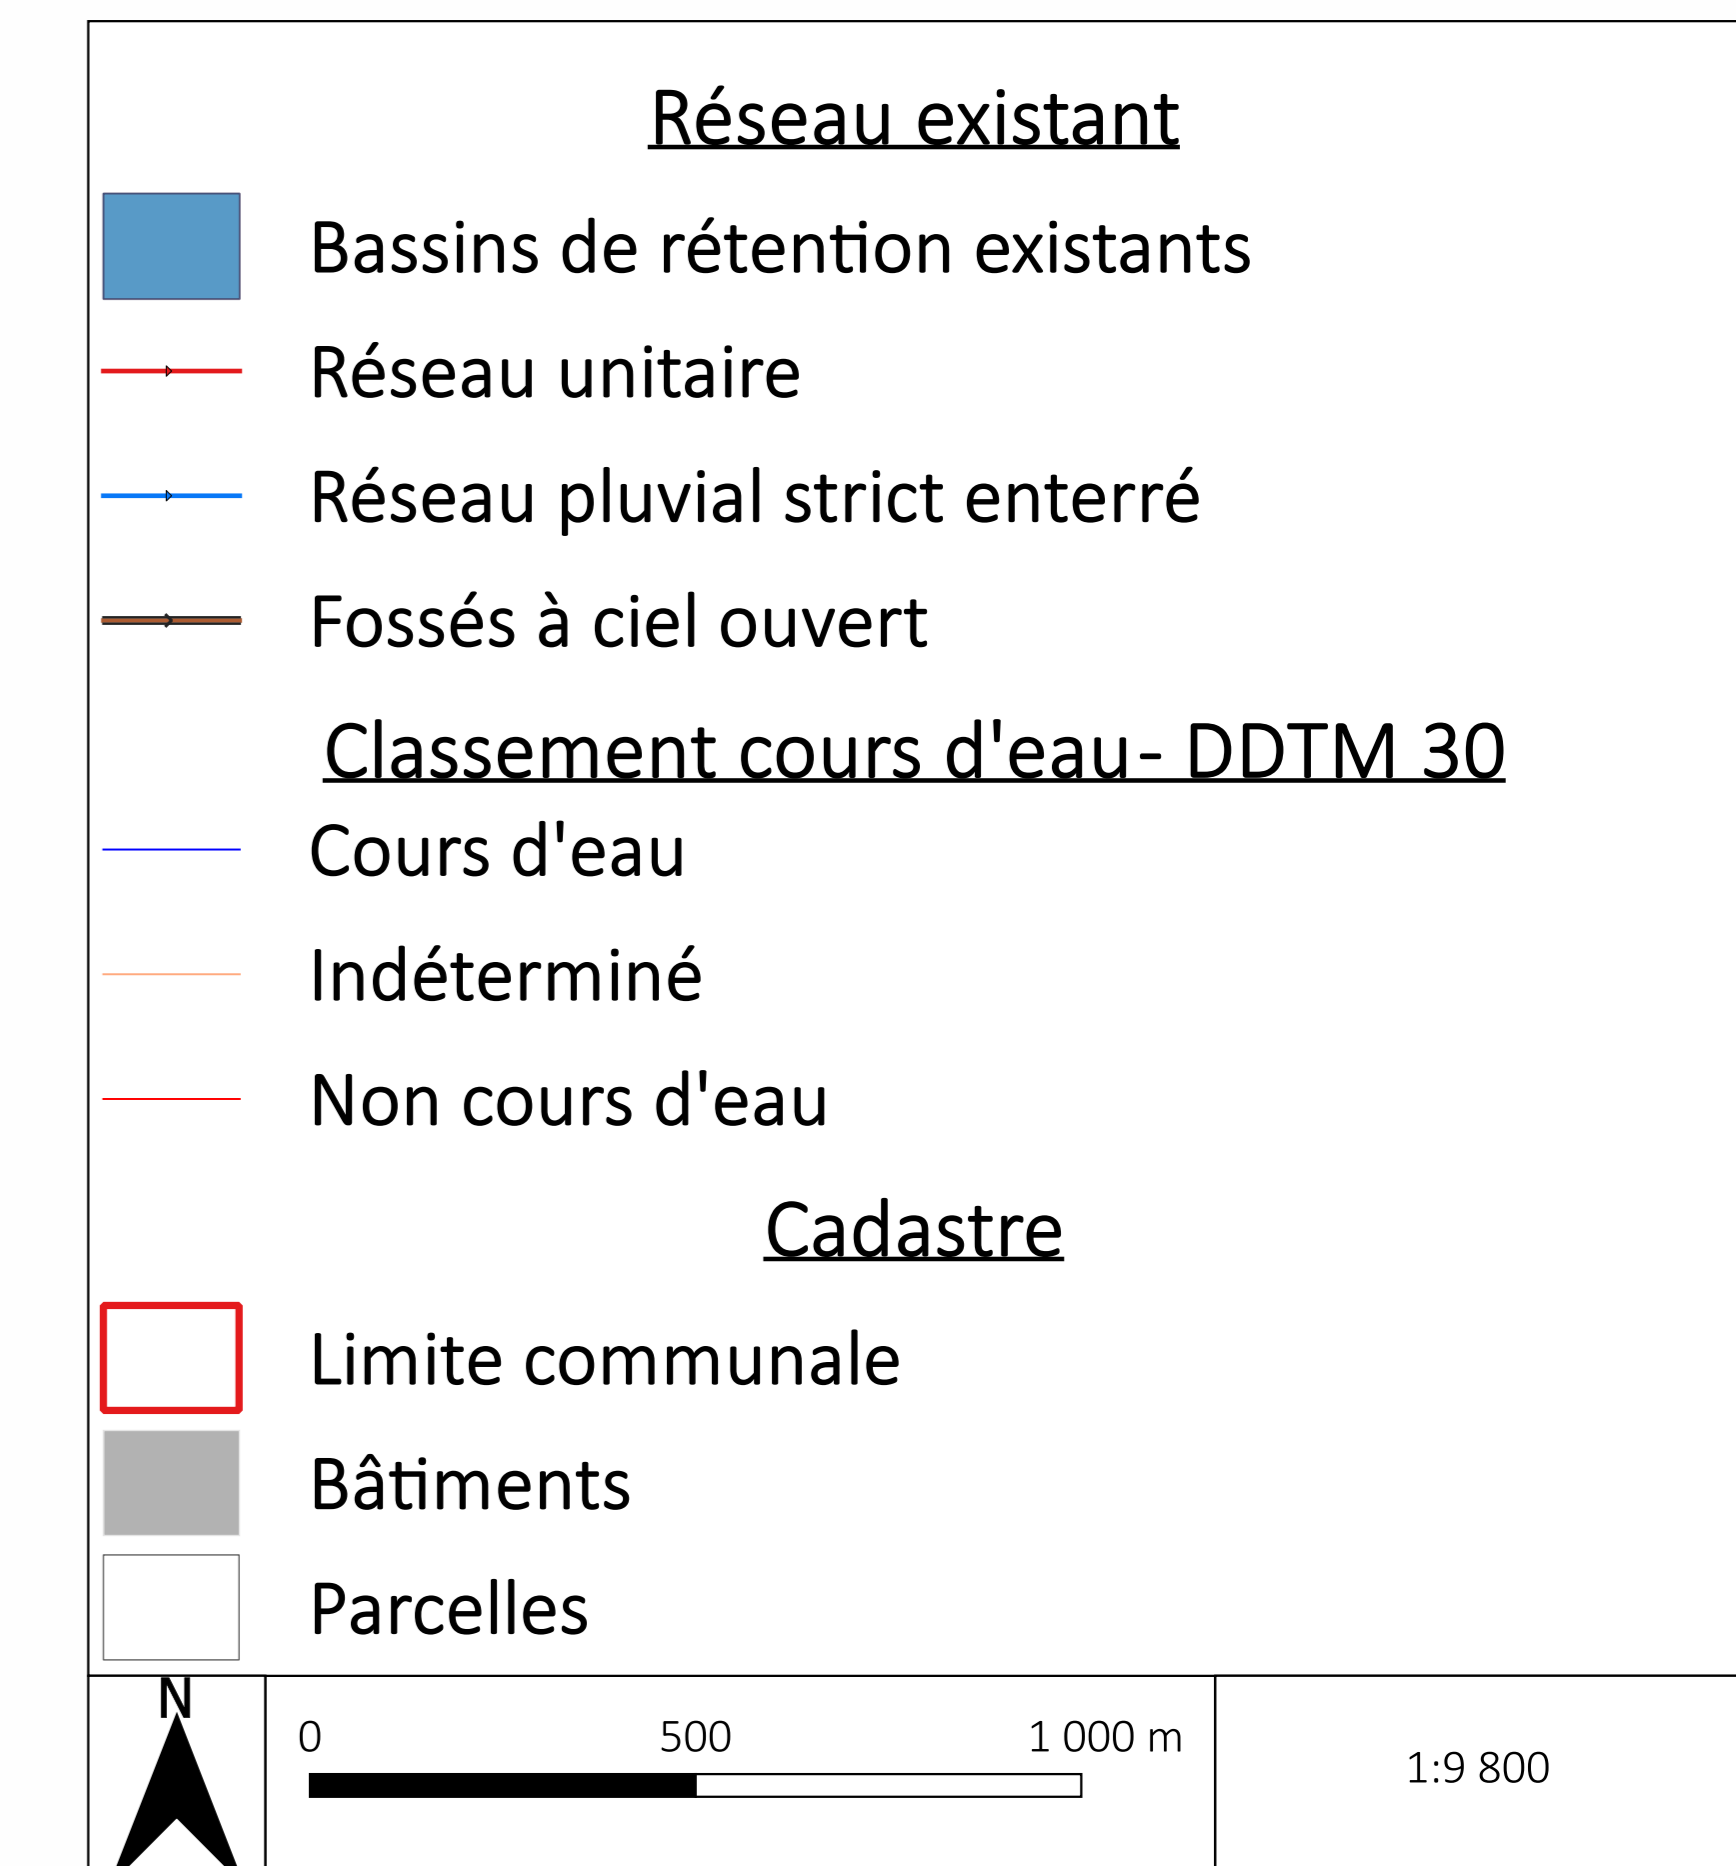 Réseau existant
Bassins de rétention existants
Réseau unitaire
Réseau pluvial strict enterré
Fossés à ciel ouvert
Classement cours d'eau- DDTM 30
Cours d'eau
Indéterminé
Non cours d'eau
Cadastre
Limite communale
Bâtiments
Parcelles
N
0 500 1 000 m
1:9 800